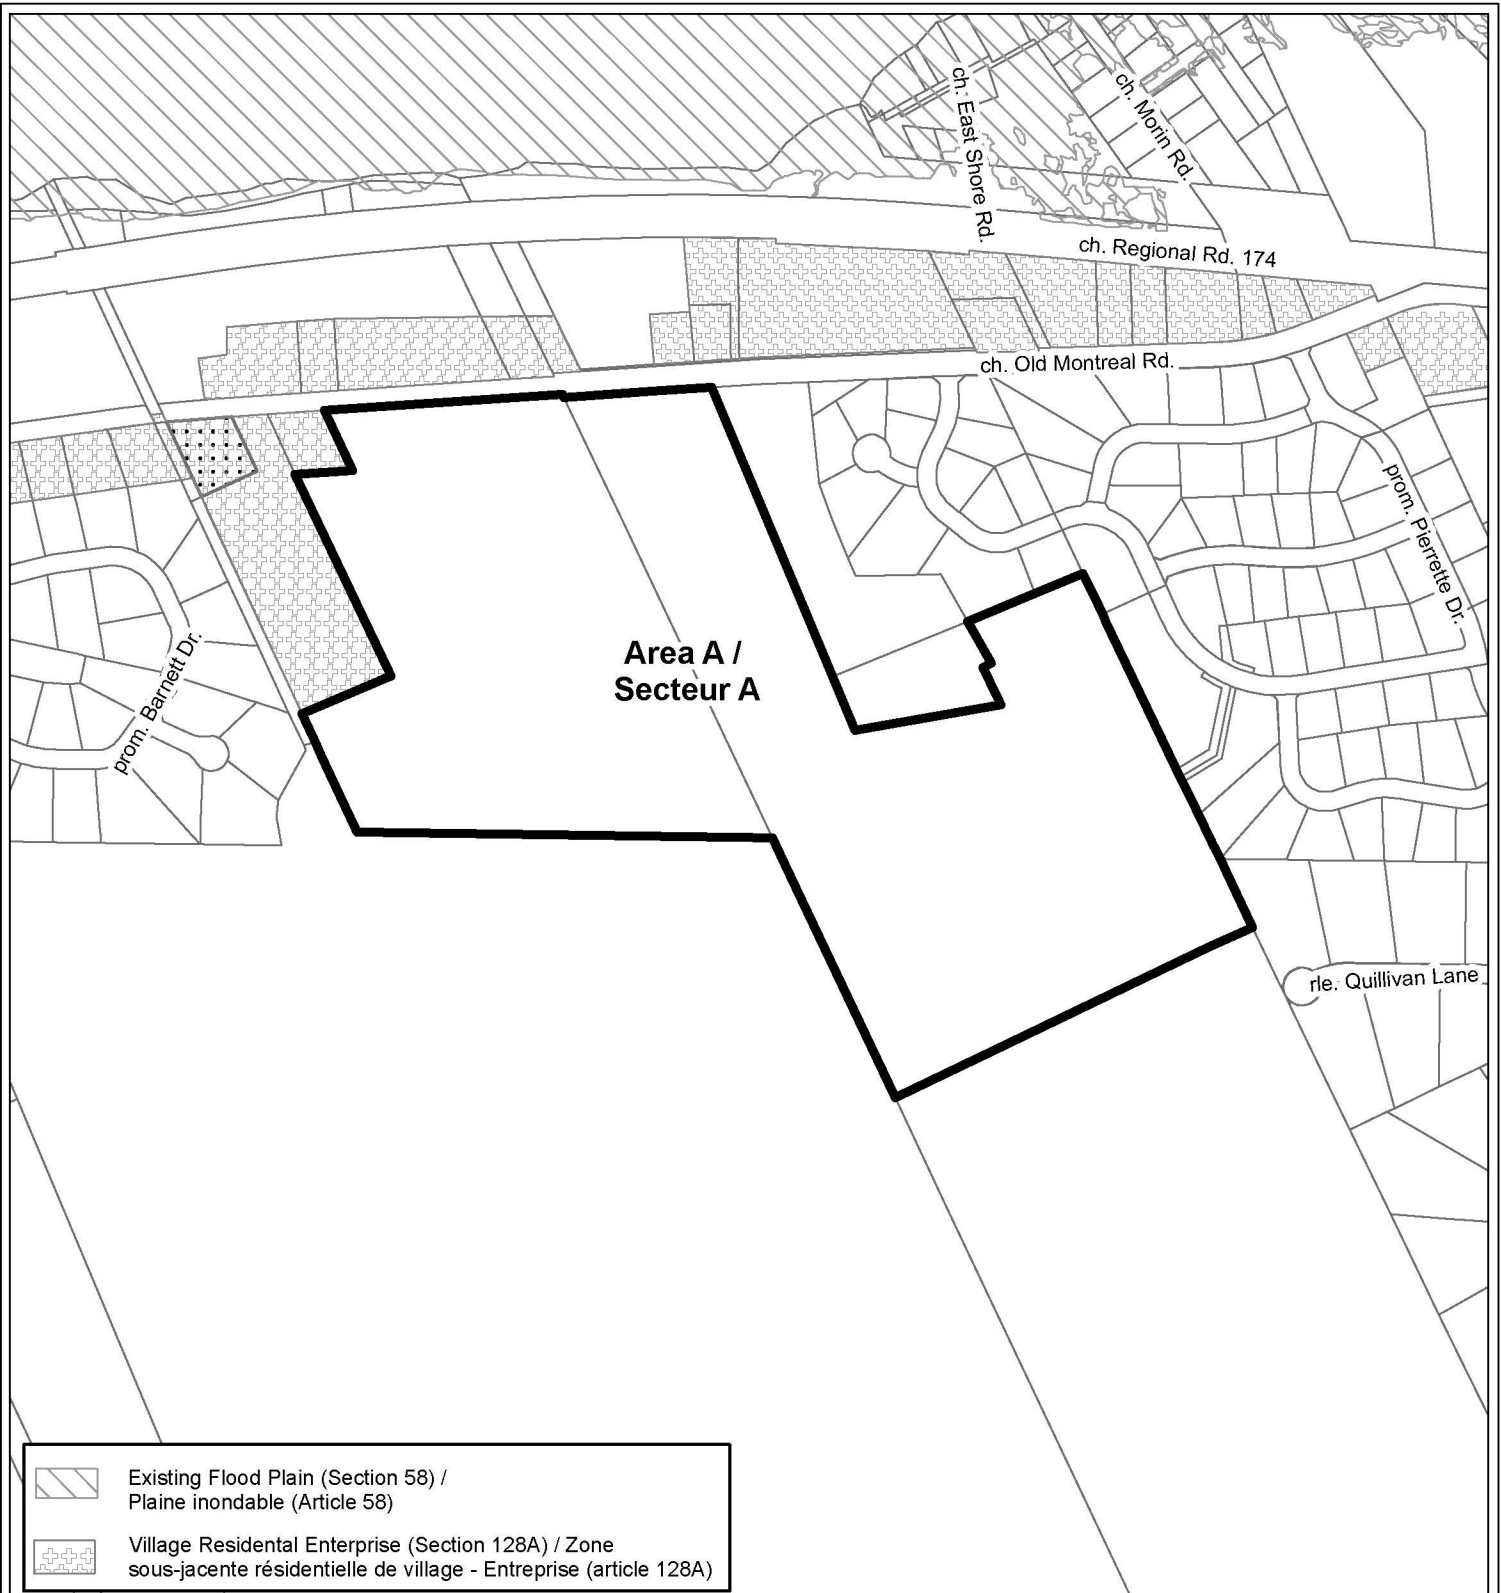 ch. East Shore Rd.
ch. Morin Rd.
ch. Regional Rd. 174
ch. Old Montreal Rd.
prom. Pierrette Dr.
prom. Barnett Dr.
Area A /
Secteur A
rle. Quillivan Lane
Existing Flood Plain (Section 58) /
Plaine inondable (Article 58)
Village Residental Enterprise (Section 128A) / Zone
sous-jacente résidentielle de village - Entreprise (article 128A)